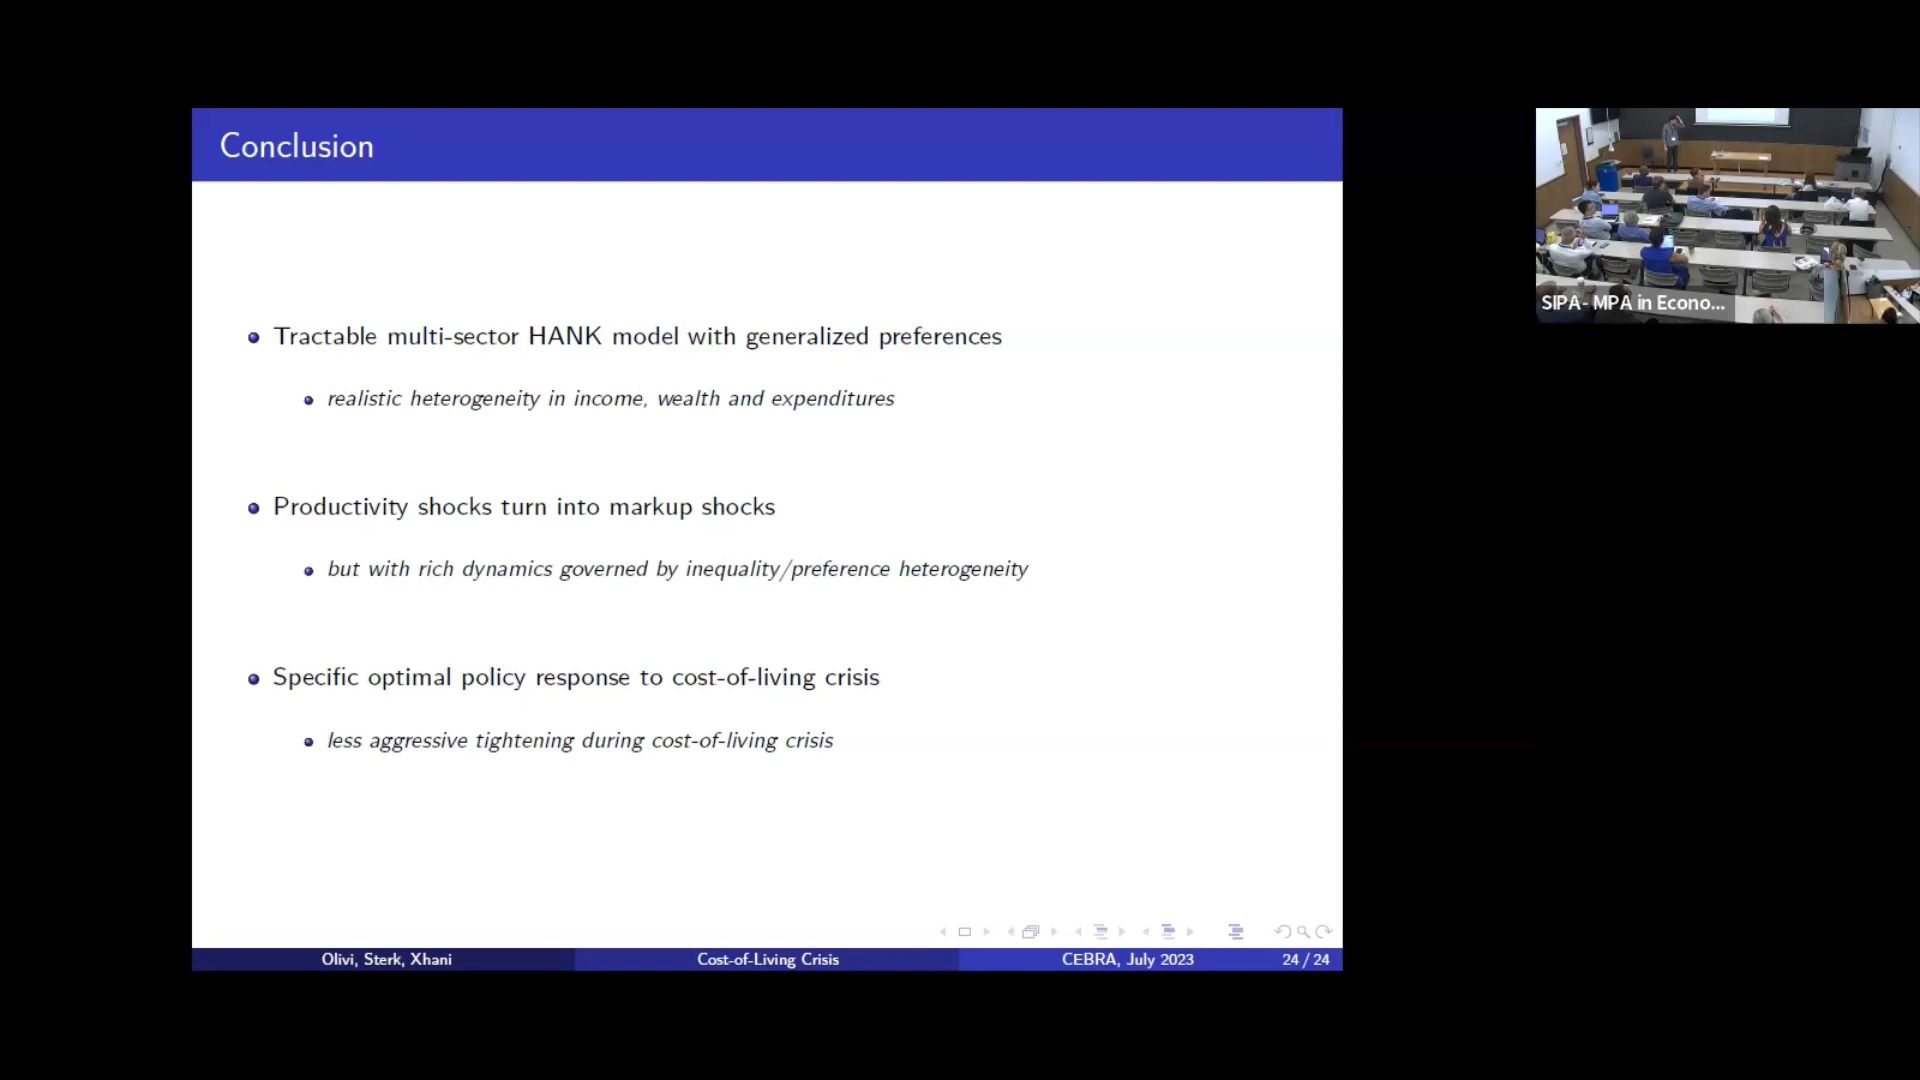 Conclusion
Tractable multi-sector HANK model with generalized preferences
realistic heterogeneity in income, wealth and expenditures
Productivity shocks turn into markup shocks
but with rich dynamics governed by inequality/preference heterogeneity
Specific optimal policy response to cost-of-living crisis
less aggressive tightening during cost-of-living crisis
Olivi, Sterk, Xhani
Cost-of-Living Crisis
CEBRA, July 2023
24 / 24
SIPA- MPA in Econo...